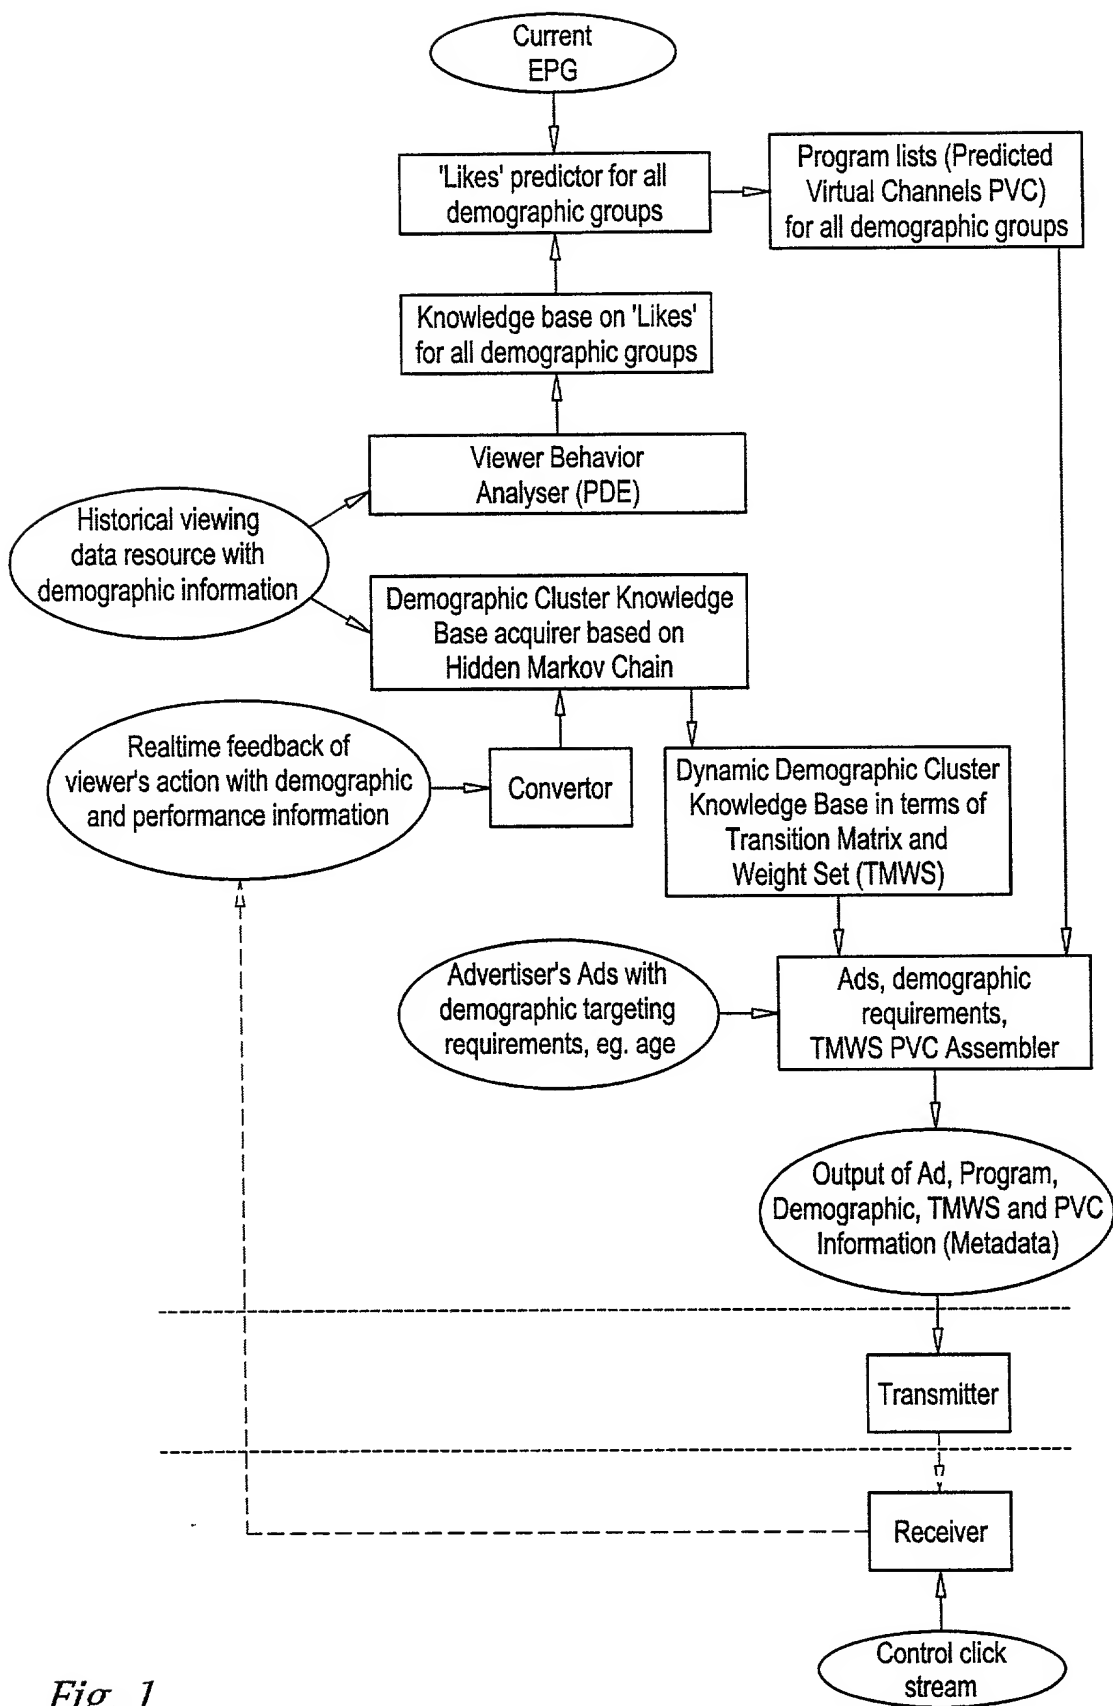 Current
EPG
'Likes' predictor for all
demographic groups
Program lists (Predicted
Virtual Channels PVC)
for all demographic groups
Knowledge base on 'Likes'
for all demographic groups
Viewer Behavior
Analyser (PDE)
Historical viewing
data resource with
demographic information
Demographic Cluster Knowledge
Base acquirer based on
Hidden Markov Chain
Realtime feedback of
viewer's action with demographic
and performance information
Convertor
Dynamic Demographic Cluster
Knowledge Base in terms of
Transition Matrix and
Weight Set (TMWS)
Advertiser's Ads with
demographic targeting
requirements, eg. age
Ads, demographic
requirements,
TMWS PVC Assembler
Output of Ad, Program,
Demographic, TMWS and PVC
Information (Metadata)
Transmitter
Receiver
Control click
stream
Fig. 1